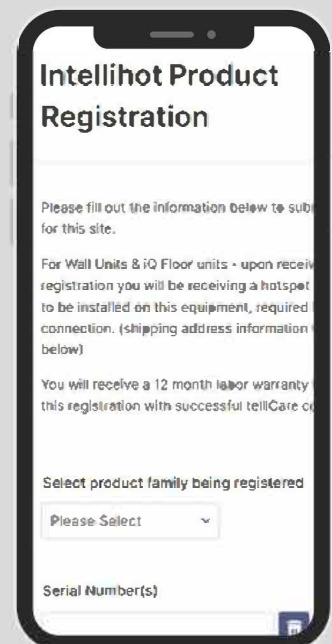 Intellihot Product
Registration
Please fill out the information below to sub
for this site.
For Wall Units & iQ Floor units - upon receiv
registration you will be receiving a hotspot
to be installed on this equipment, required
connection. (shipping address information
below)
You will receive a 12 month labor warranty
this registration with successful telliCare co
Select product family being registered
Please Select
Serial Number(s)